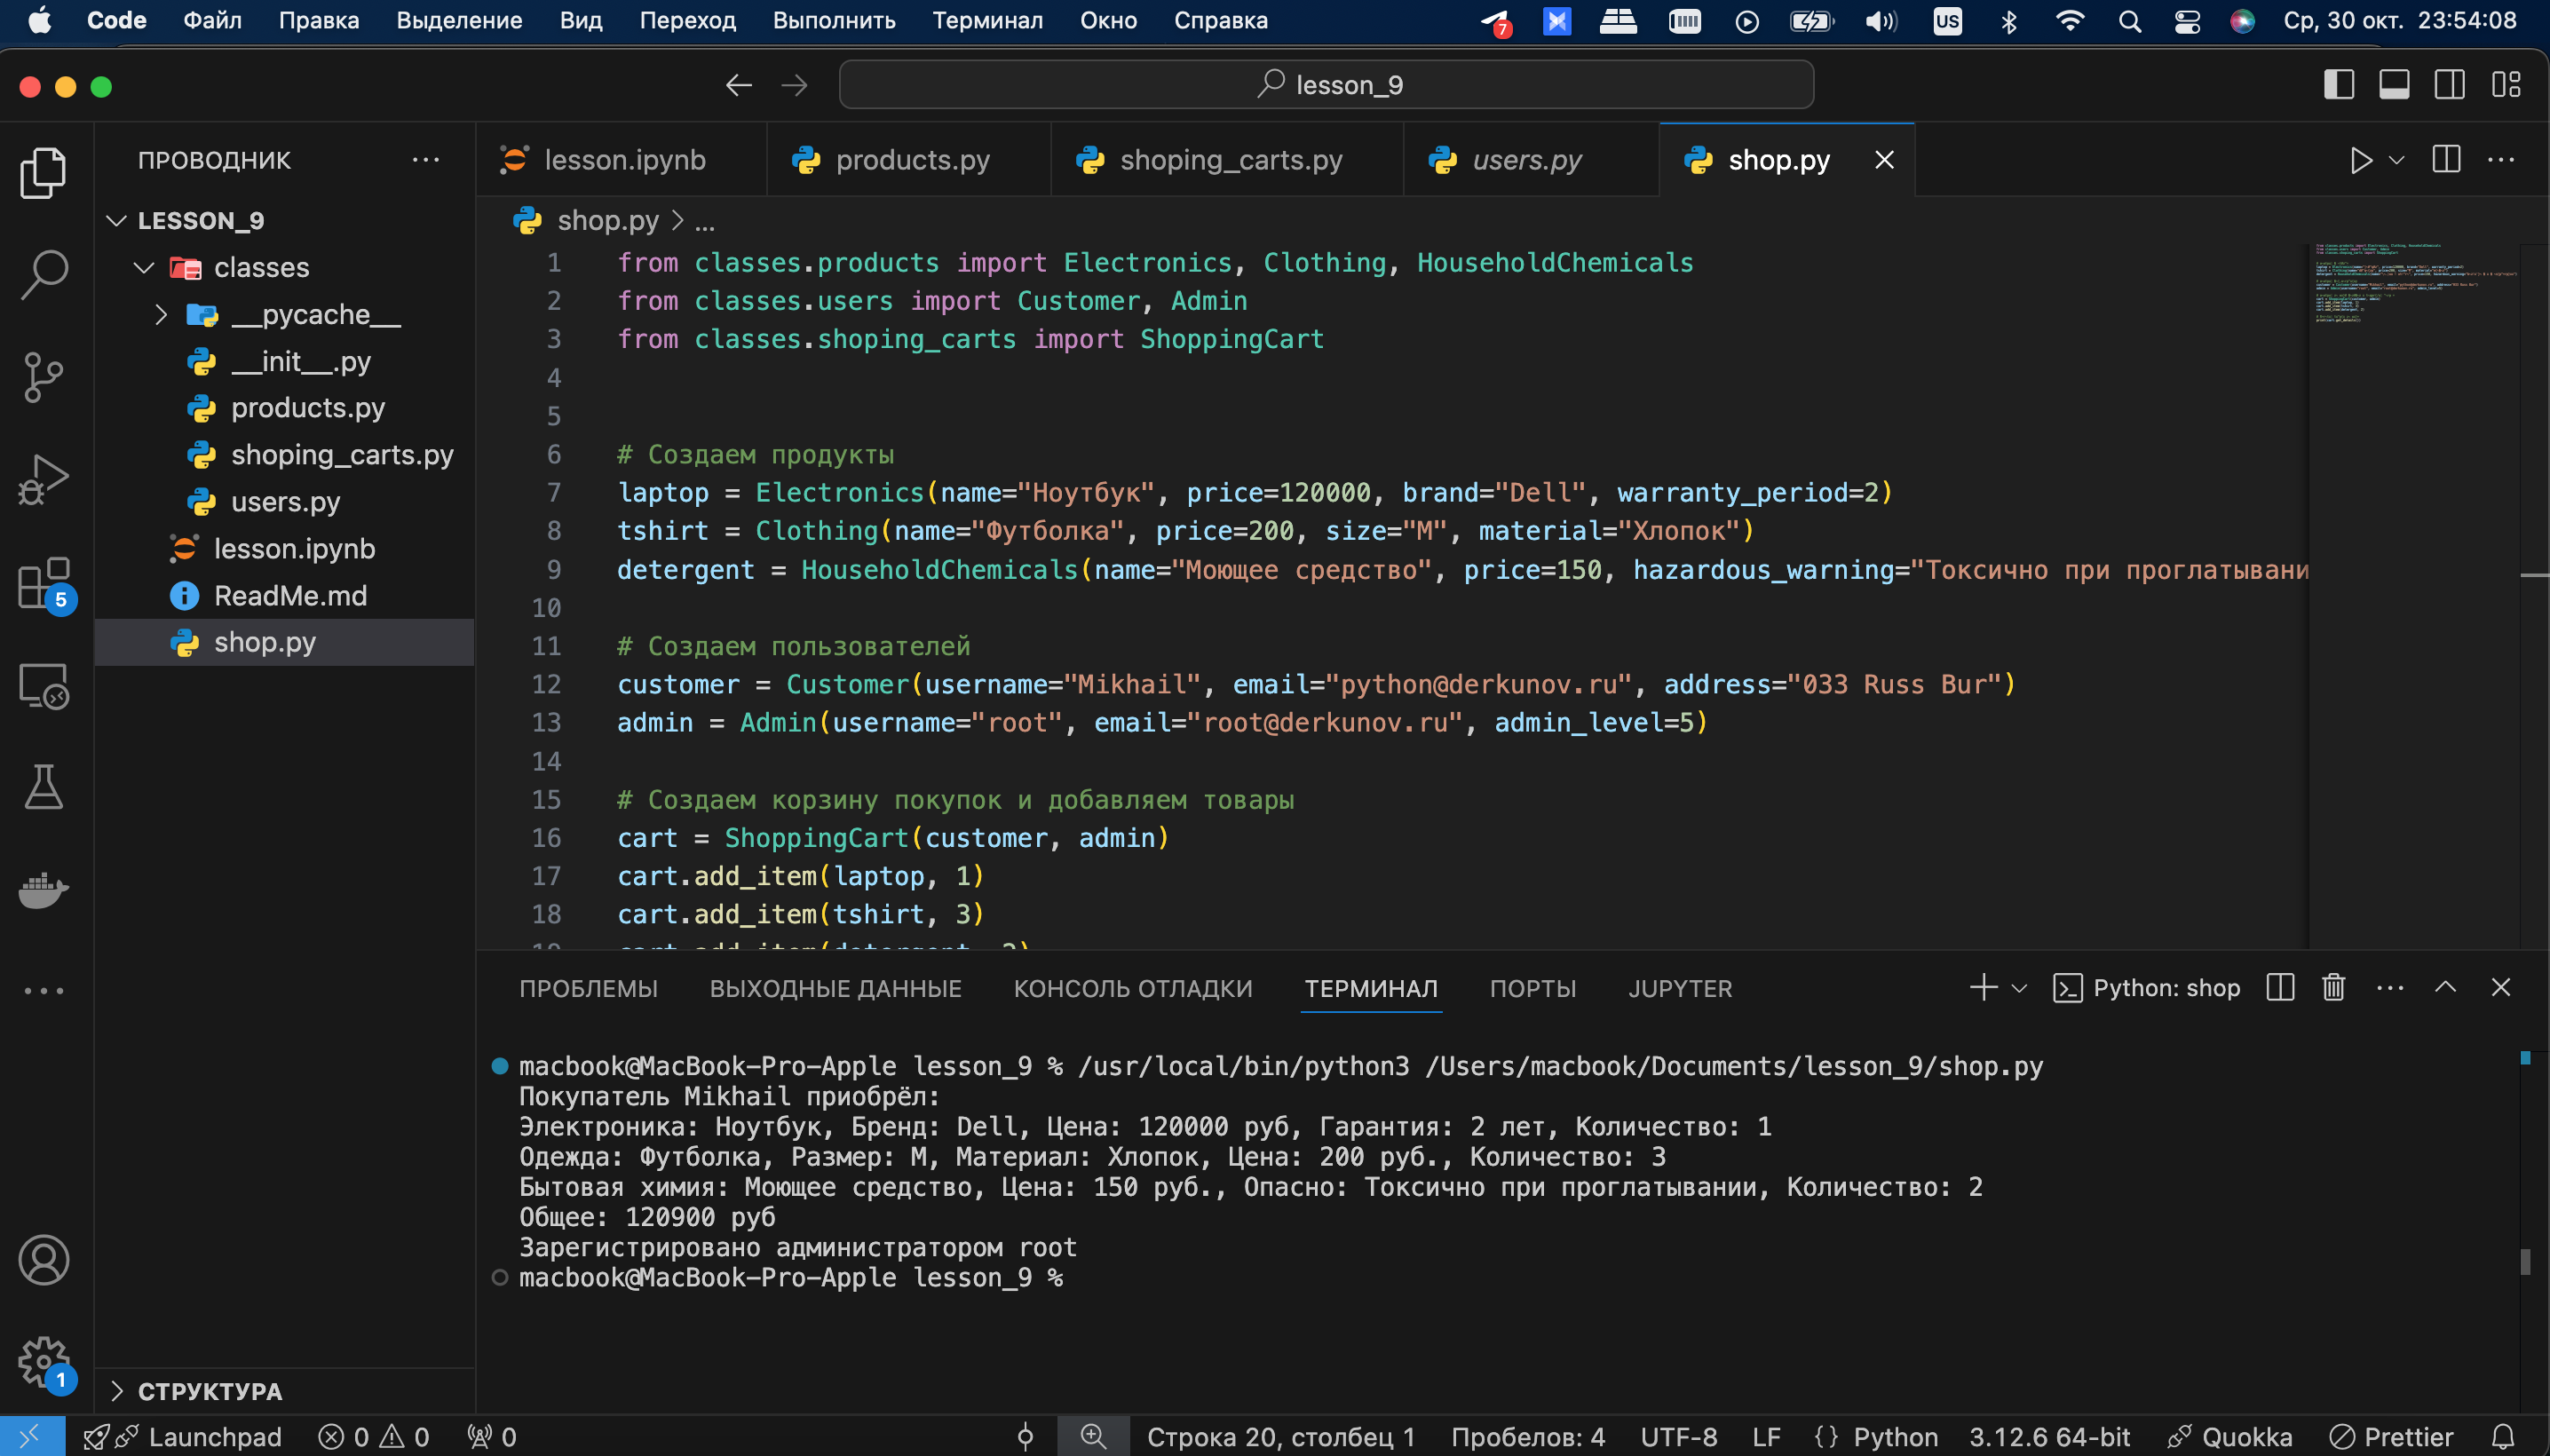 Code Файл Правка Выделение Вид Переход Выполнить Терминал Окно Справка 7 US Ср, 30 окт. 23:54:08
lesson_9
ПРОВОДНИК
LESSON_9
classes
__pycache__
__init__.py
products.py
shoping_carts.py
users.py
lesson.ipynb
ReadMe.md
shop.py
5
1
СТРУКТУРА
lesson.ipynb products.py shoping_carts.py users.py shop.py
shop.py > ...
1 from classes.products import Electronics, Clothing, HouseholdChemicals
2 from classes.users import Customer, Admin
3 from classes.shoping_carts import ShoppingCart
4
5
6 # Создаем продукты
7 laptop = Electronics(name="Ноутбук", price=120000, brand="Dell", warranty_period=2)
8 tshirt = Clothing(name="Футболка", price=200, size="M", material="Хлопок")
9 detergent = HouseholdChemicals(name="Моющее средство", price=150, hazardous_warning="Токсично при проглатывани
10
11 # Создаем пользователей
12 customer = Customer(username="Mikhail", email="python@derkunov.ru", address="033 Russ Bur")
13 admin = Admin(username="root", email="root@derkunov.ru", admin_level=5)
14
15 # Создаем корзину покупок и добавляем товары
16 cart = ShoppingCart(customer, admin)
17 cart.add_item(laptop, 1)
18 cart.add_item(tshirt, 3)
19 cart.add_item(detergent, 2)
ПРОБЛЕМЫ ВЫХОДНЫЕ ДАННЫЕ КОНСОЛЬ ОТЛАДКИ ТЕРМИНАЛ ПОРТЫ JUPYTER Python: shop
macbook@MacBook-Pro-Apple lesson_9 % /usr/local/bin/python3 /Users/macbook/Documents/lesson_9/shop.py
Покупатель Mikhail приобрёл:
Электроника: Ноутбук, Бренд: Dell, Цена: 120000 руб, Гарантия: 2 лет, Количество: 1
Одежда: Футболка, Размер: M, Материал: Хлопок, Цена: 200 руб., Количество: 3
Бытовая химия: Моющее средство, Цена: 150 руб., Опасно: Токсично при проглатывании, Количество: 2
Общее: 120900 руб
Зарегистрировано администратором root
macbook@MacBook-Pro-Apple lesson_9 %
Launchpad 0 0 0 Строка 20, столбец 1 Пробелов: 4 UTF-8 LF {} Python 3.12.6 64-bit Quokka Prettier